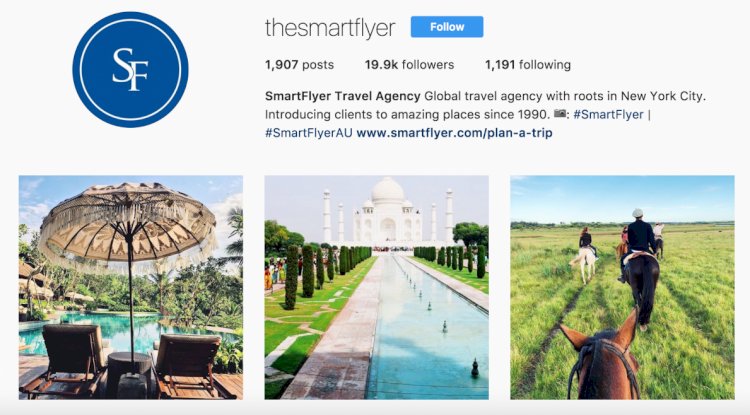 SF
thesmartflyer Follow
1,907 posts 19.9k followers 1,191 following
SmartFlyer Travel Agency Global travel agency with roots in New York City.
Introducing clients to amazing places since 1990. 📷: #SmartFlyer |
#SmartFlyerAU www.smartflyer.com/plan-a-trip